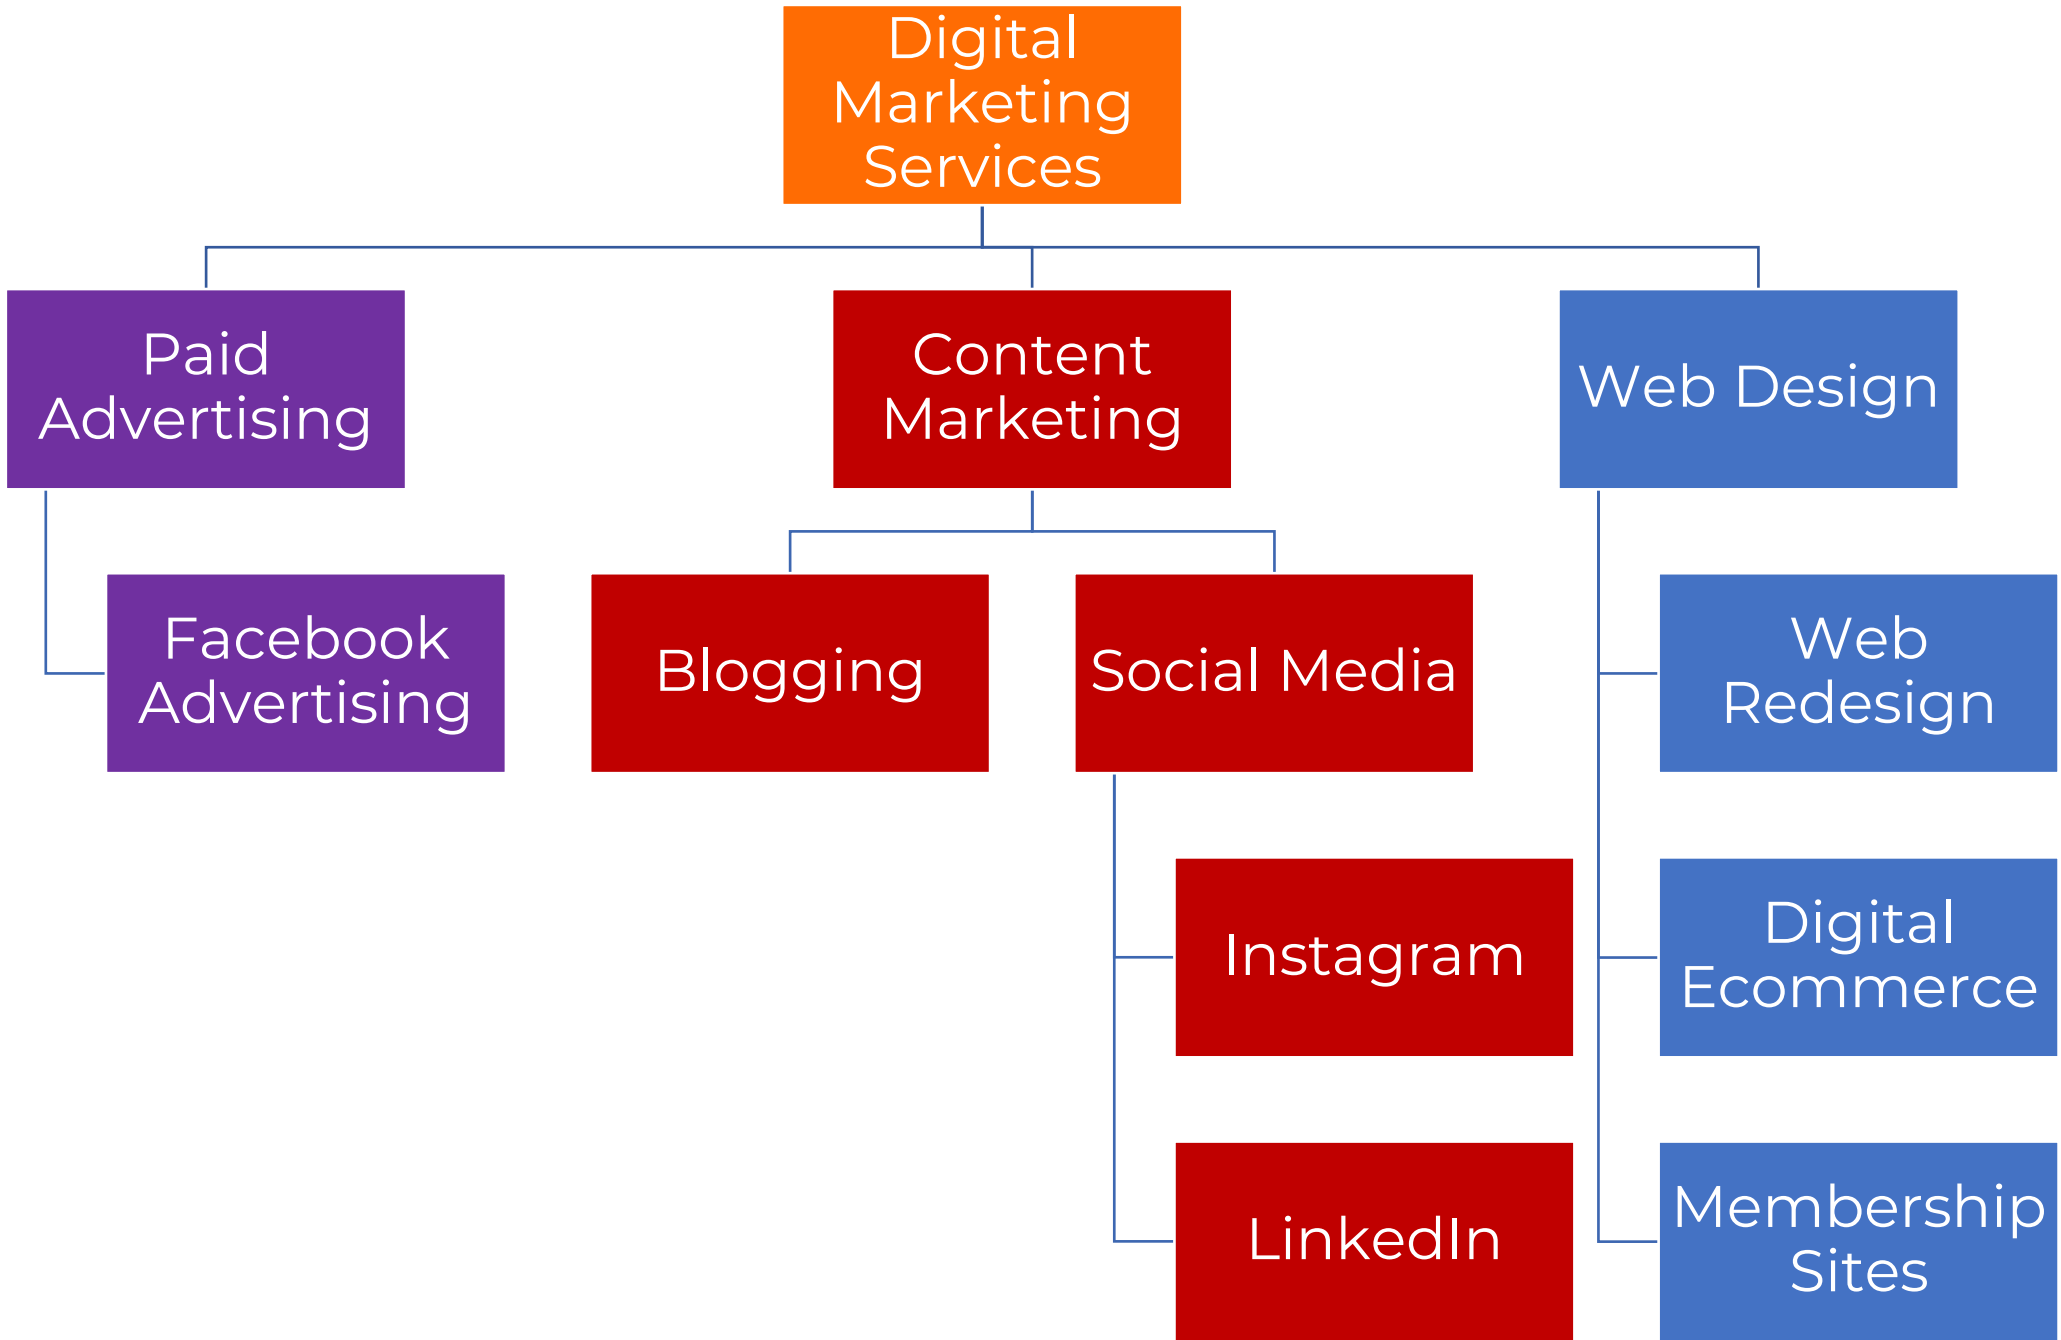 Digital
Marketing
Services
Paid
Advertising
Content
Marketing
Web Design
Facebook
Advertising
Blogging
Social Media
Web
Redesign
Instagram
Digital
Ecommerce
LinkedIn
Membership
Sites